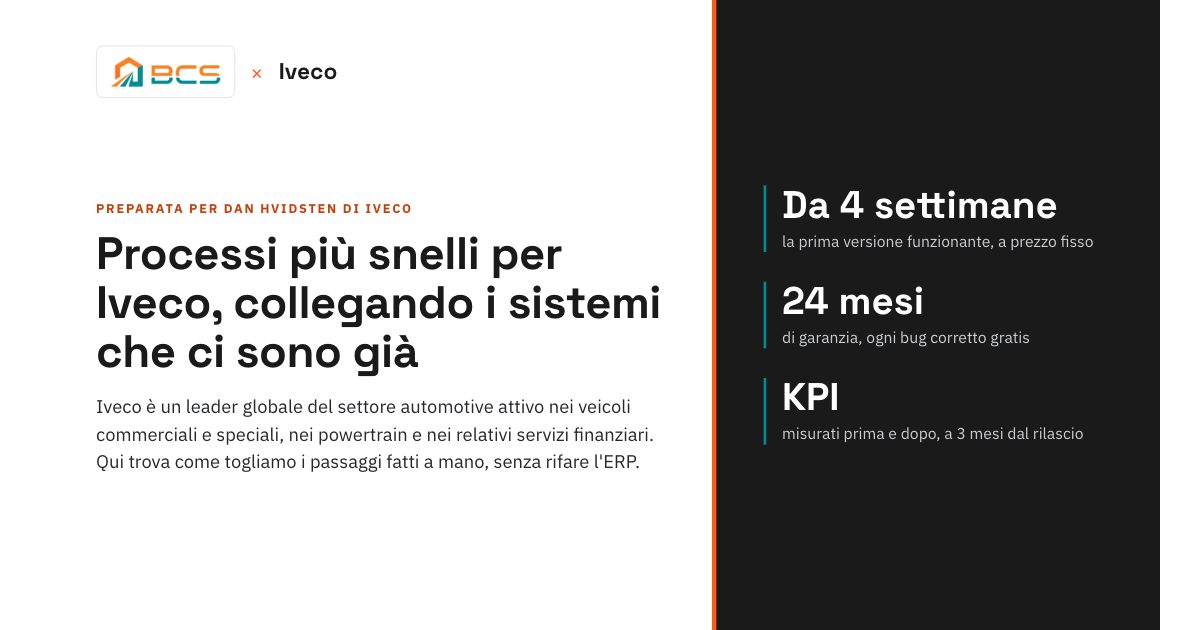 BCS × Iveco
PREPARATA PER DAN HVIDSTEN DI IVECO
Processi più snelli per
Iveco, collegando i sistemi
che ci sono già
Iveco è un leader globale del settore automotive attivo nei veicoli
commerciali e speciali, nei powertrain e nei relativi servizi finanziari.
Qui trova come togliamo i passaggi fatti a mano, senza rifare l'ERP.
Da 4 settimane
la prima versione funzionante, a prezzo fisso
24 mesi
di garanzia, ogni bug corretto gratis
KPI
misurati prima e dopo, a 3 mesi dal rilascio